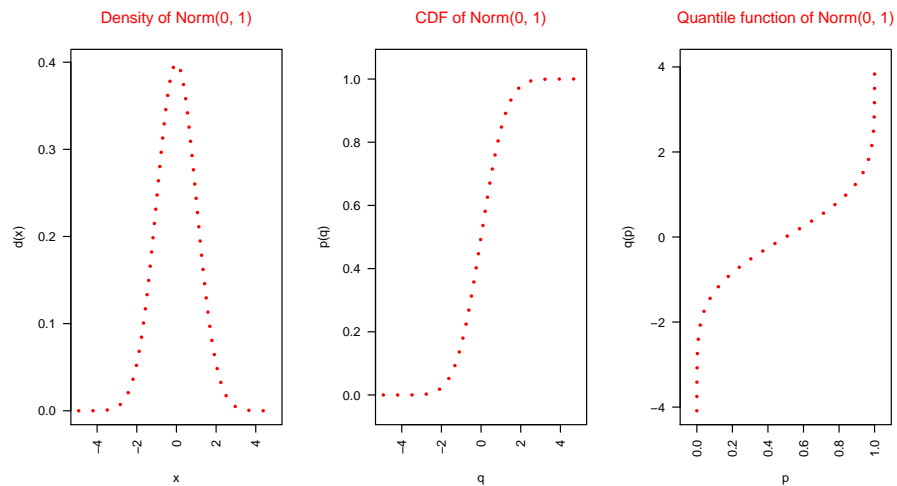 Density of Norm(0, 1)
0.4
0.3
0.2
0.1
0.0
d(x)
−4 −2 0 2 4
x
CDF of Norm(0, 1)
1.0
0.8
0.6
0.4
0.2
0.0
p(q)
−4 −2 0 2 4
q
Quantile function of Norm(0, 1)
4
2
0
−2
−4
q(p)
0.0 0.2 0.4 0.6 0.8 1.0
p